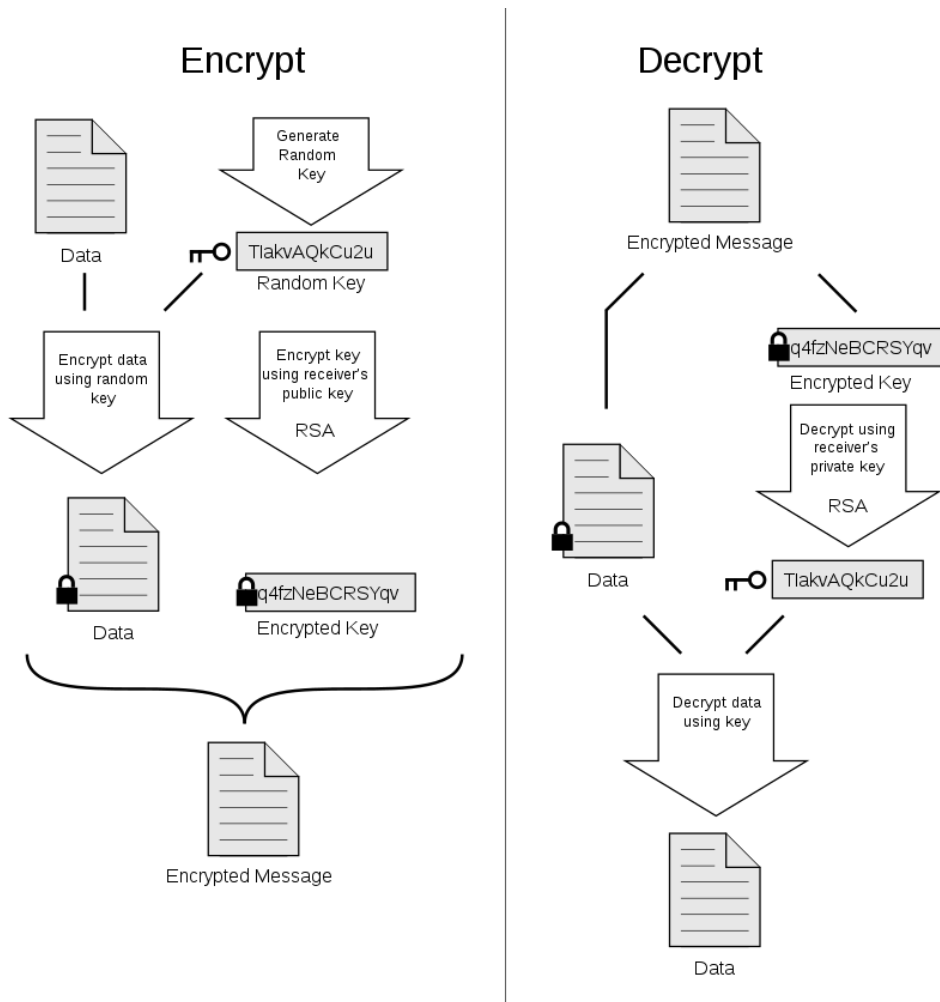 Encrypt
Generate
Random
Key
Data
TIakvAQkCu2u
Random Key
Encrypt data
using random
key
Encrypt key
using receiver's
public key
RSA
Data
q4fzNeBCRSYqv
Encrypted Key
Encrypted Message
Decrypt
Encrypted Message
q4fzNeBCRSYqv
Encrypted Key
Decrypt using
receiver's
private key
RSA
Data
TIakvAQkCu2u
Decrypt data
using key
Data